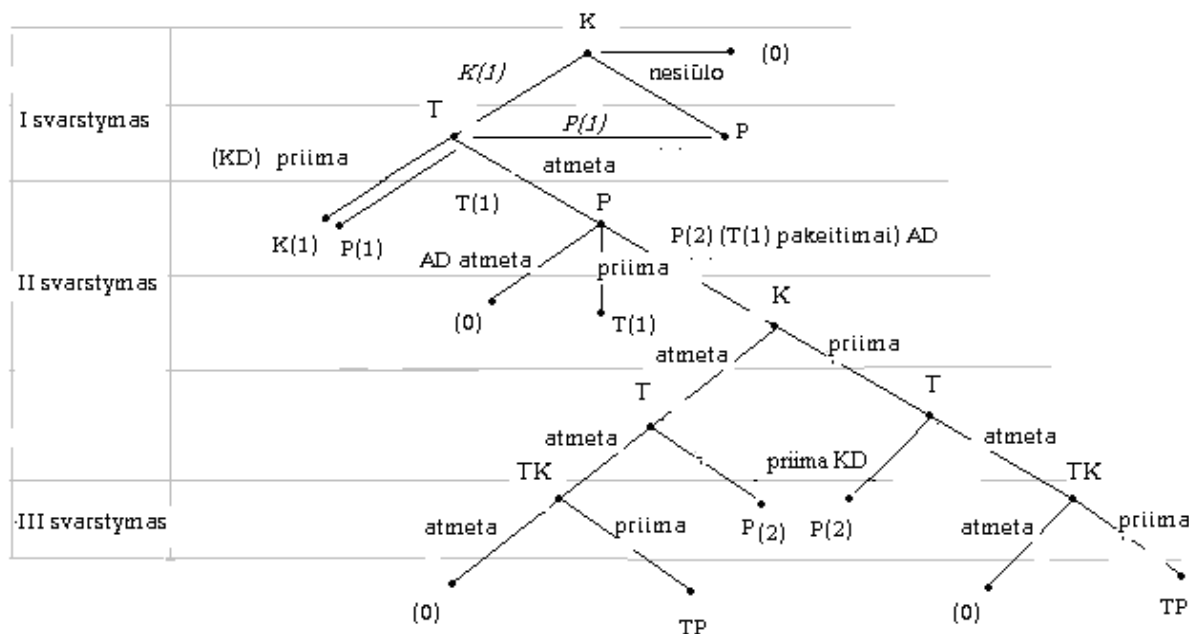 K
(0)
K(1)
nesiūlo
T
P(1)
P
I svarstymas
(KD) priima
atmeta
T(1)
P
K(1)
P(1)
P(2) (T(1) pakeitimai) AD
AD atmeta
priima
II svarstymas
K
(0)
T(1)
atmeta
priima
T
T
atmeta
priima KD
atmeta
TK
TK
III svarstymas
atmeta
priima
P(2)
P(2)
atmeta
priima
(0)
TP
(0)
TP